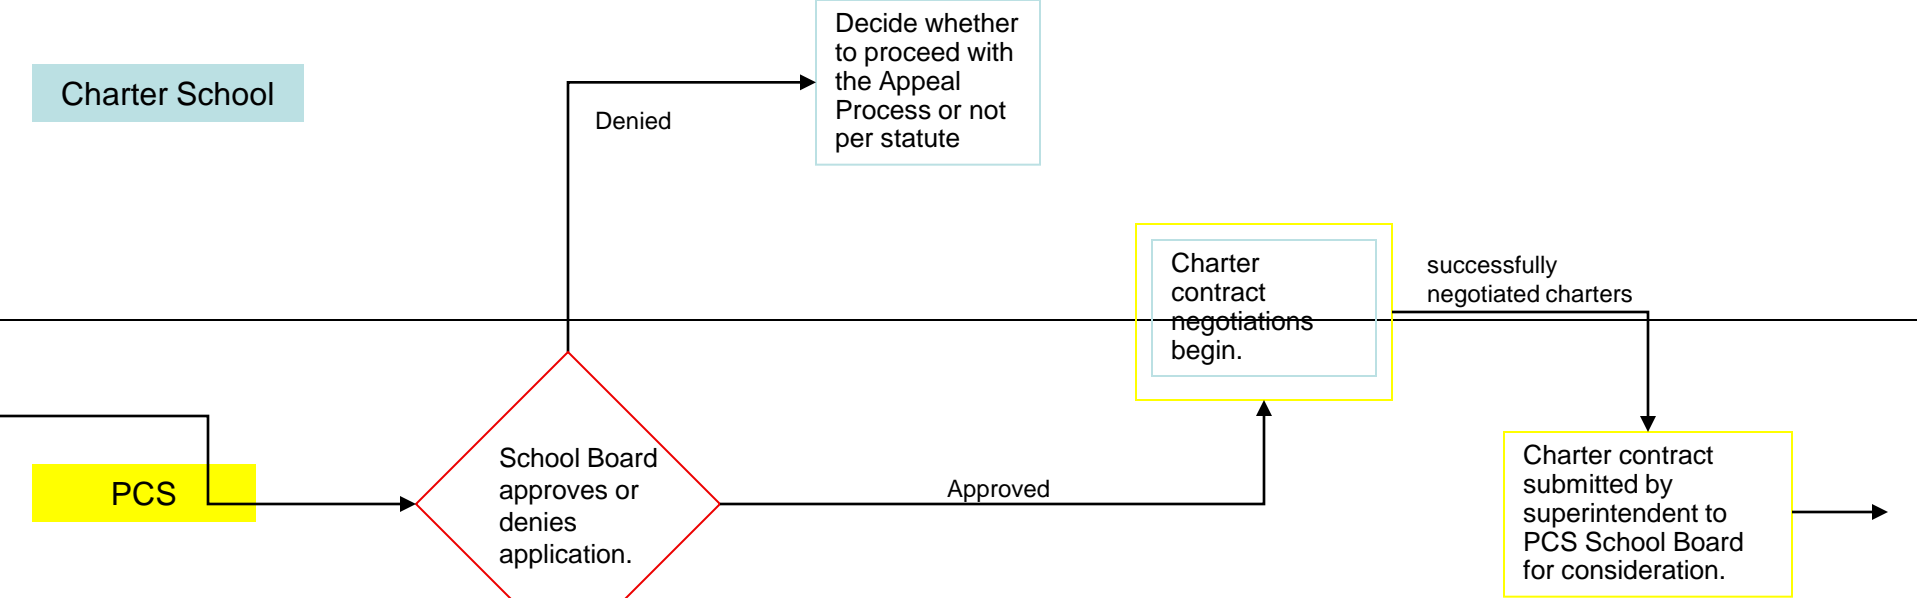 Decide whether
to proceed with
the Appeal
Process or not
per statute
Charter School
Denied
Charter
contract
negotiations
begin.
successfully
negotiated charters
School Board
approves or
denies
application.
PCS
Approved
Charter contract
submitted by
superintendent to
PCS School Board
for consideration.